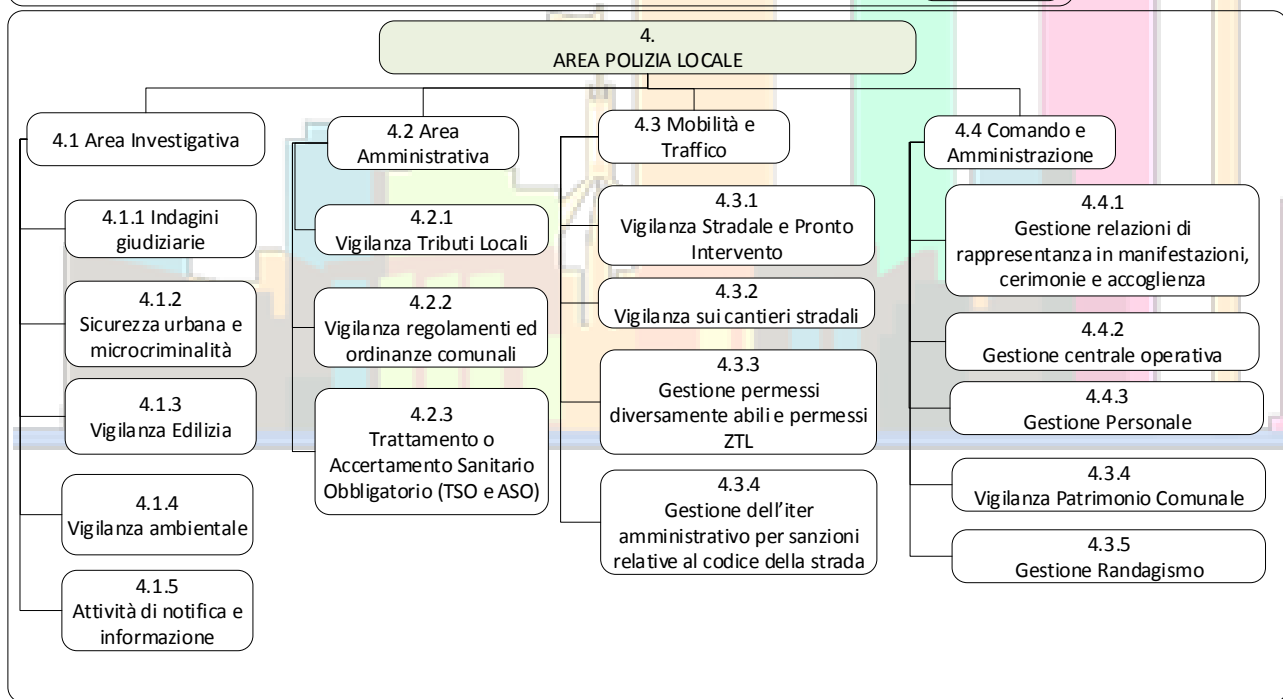 4.
AREA POLIZIA LOCALE
4.1 Area Investigativa
4.1.1 Indagini
giudiziarie
4.1.2
Sicurezza urbana e
microcriminalità
4.1.3
Vigilanza Edilizia
4.1.4
Vigilanza ambientale
4.1.5
Attività di notifica e
informazione
4.2 Area
Amministrativa
4.2.1
Vigilanza Tributi Locali
4.2.2
Vigilanza regolamenti ed
ordinanze comunali
4.2.3
Trattamento o
Accertamento Sanitario
Obbligatorio (TSO e ASO)
4.3 Mobilità e
Traffico
4.3.1
Vigilanza Stradale e Pronto
Intervento
4.3.2
Vigilanza sui cantieri stradali
4.3.3
Gestione permessi
diversamente abili e permessi
ZTL
4.3.4
Gestione dell’iter
amministrativo per sanzioni
relative al codice della strada
4.4 Comando e
Amministrazione
4.4.1
Gestione relazioni di
rappresentanza in manifestazioni,
cerimonie e accoglienza
4.4.2
Gestione centrale operativa
4.4.3
Gestione Personale
4.3.4
Vigilanza Patrimonio Comunale
4.3.5
Gestione Randagismo